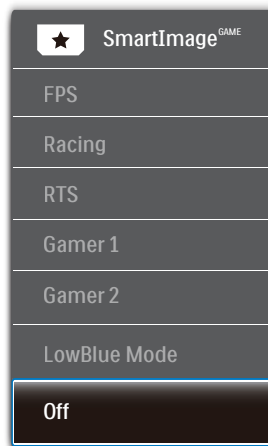 SmartImage GAME
FPS
Racing
RTS
Gamer 1
Gamer 2
LowBlue Mode
Off